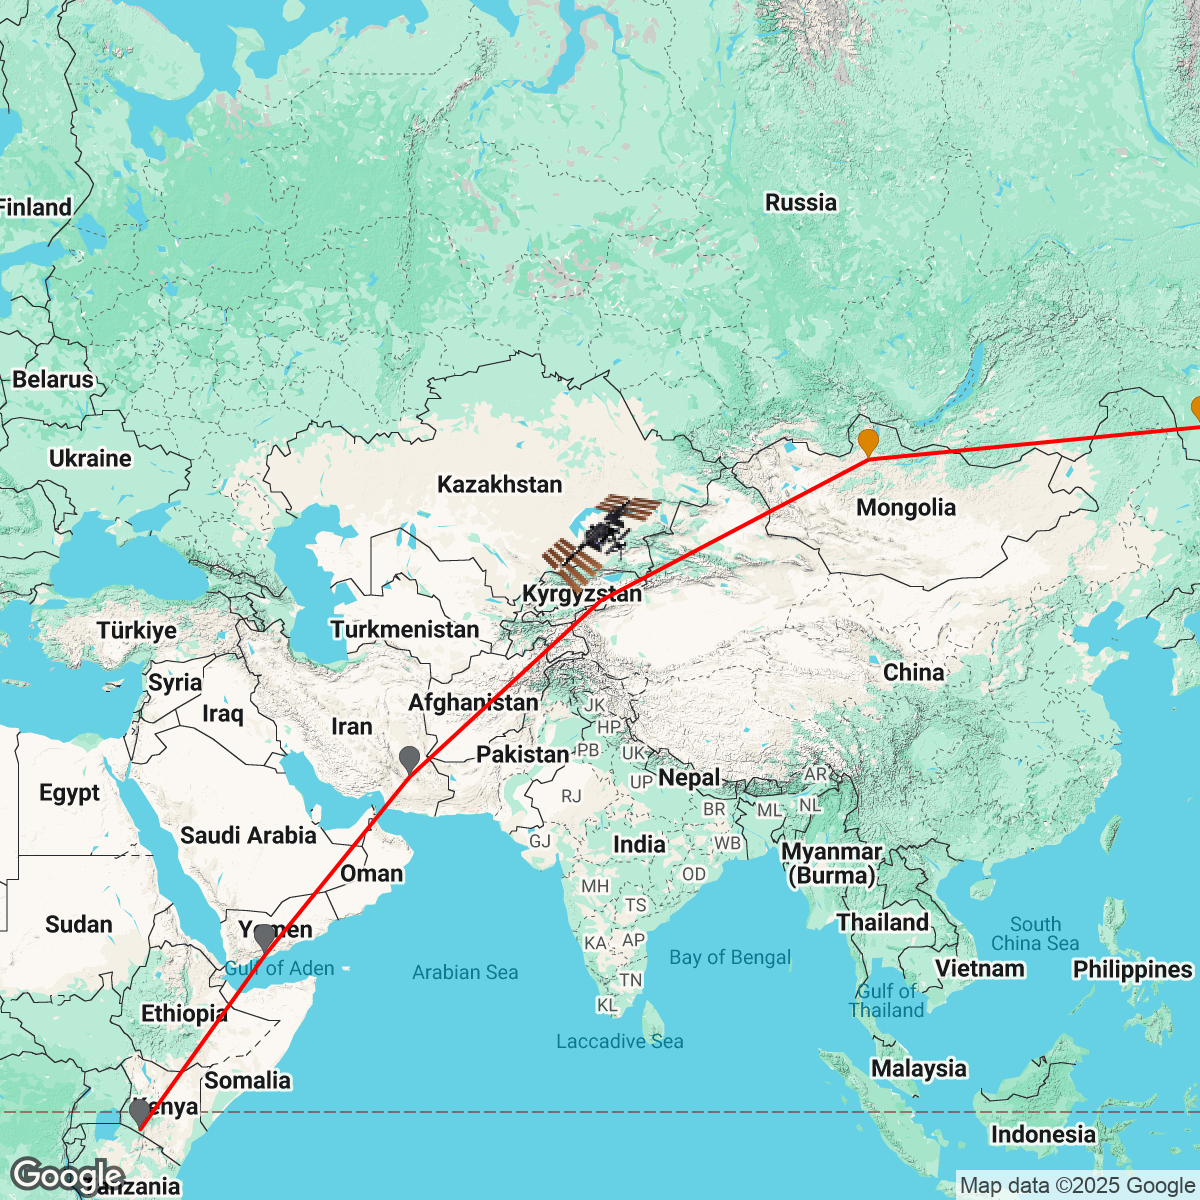 Russia
Finland
Belarus
Ukraine
Kazakhstan
Mongolia
Kyrgyzstan
Türkiye
Turkmenistan
Syria
China
Afghanistan
JK
Iraq
Iran
HP
Pakistan
PB
UK
Nepal
AR
Egypt
UP
RJ
BR
ML
NL
Saudi Arabia
GJ
India
WB
Myanmar
(Burma)
Oman
OD
MH
TS
Sudan
Yemen
Thailand
South
China Sea
KA
AP
Bay of Bengal
Gulf of Aden
Arabian Sea
Vietnam
Philippines
TN
Gulf of
Thailand
KL
Ethiopia
Laccadive Sea
Malaysia
Somalia
Kenya
Indonesia
Google
Tanzania
Map data ©2025 Google